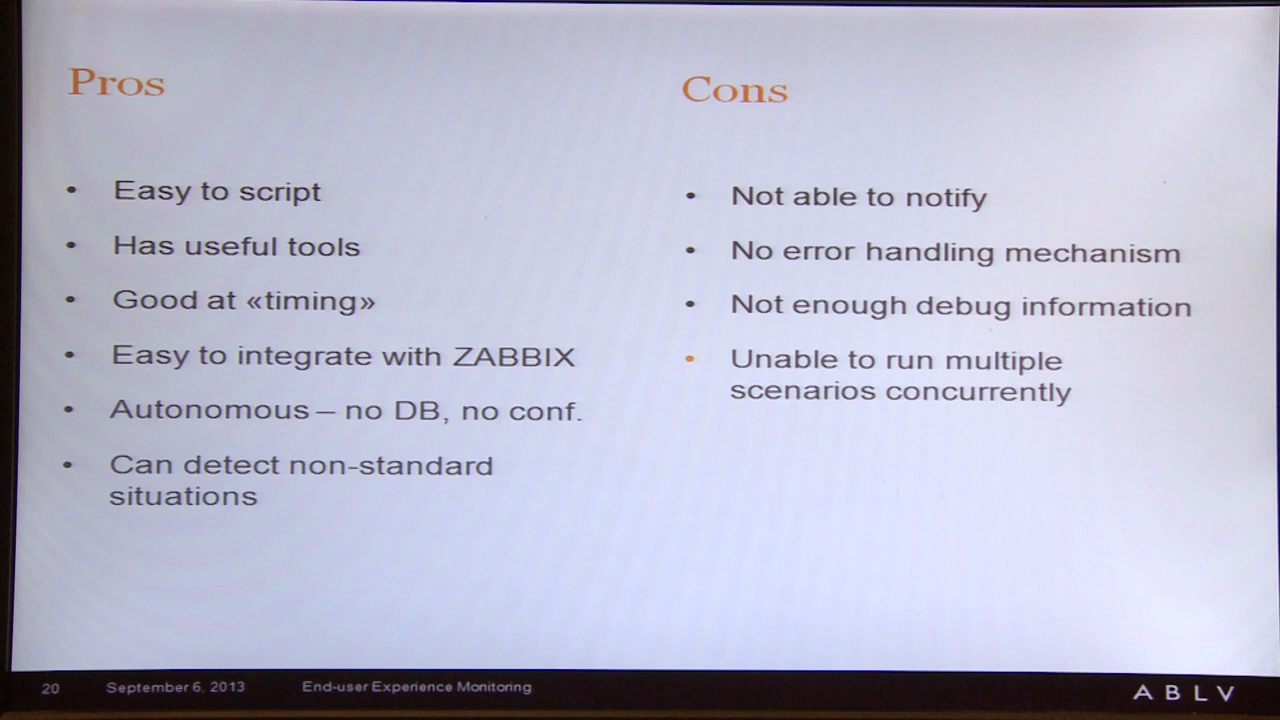 Pros
• Easy to script
• Has useful tools
• Good at «timing»
• Easy to integrate with ZABBIX
• Autonomous – no DB, no conf.
• Can detect non-standard
situations
Cons
• Not able to notify
• No error handling mechanism
• Not enough debug information
• Unable to run multiple
scenarios concurrently
20 September 6, 2013 End-user Experience Monitoring
ABLV